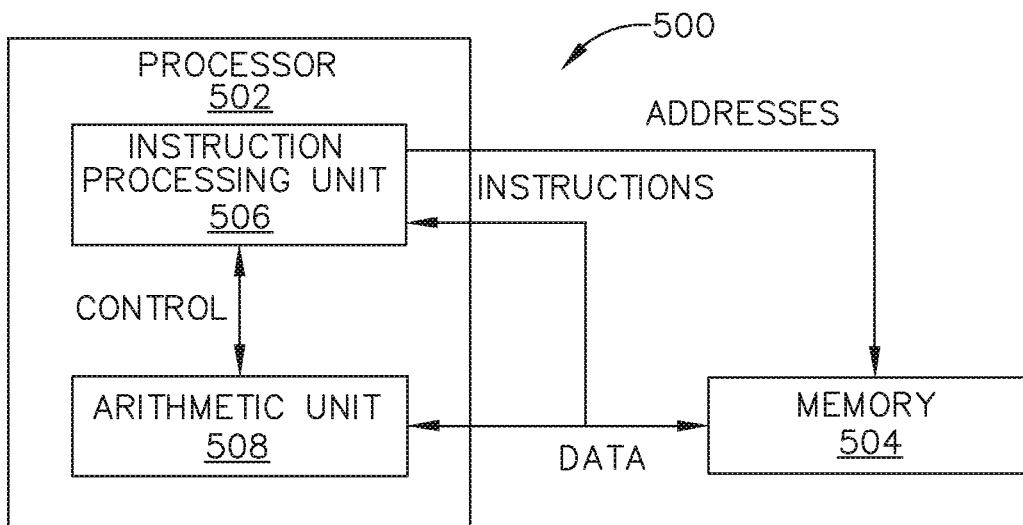 500
PROCESSOR
502
ADDRESSES
INSTRUCTION
PROCESSING UNIT
506
INSTRUCTIONS
CONTROL
ARITHMETIC UNIT
508
DATA
MEMORY
504